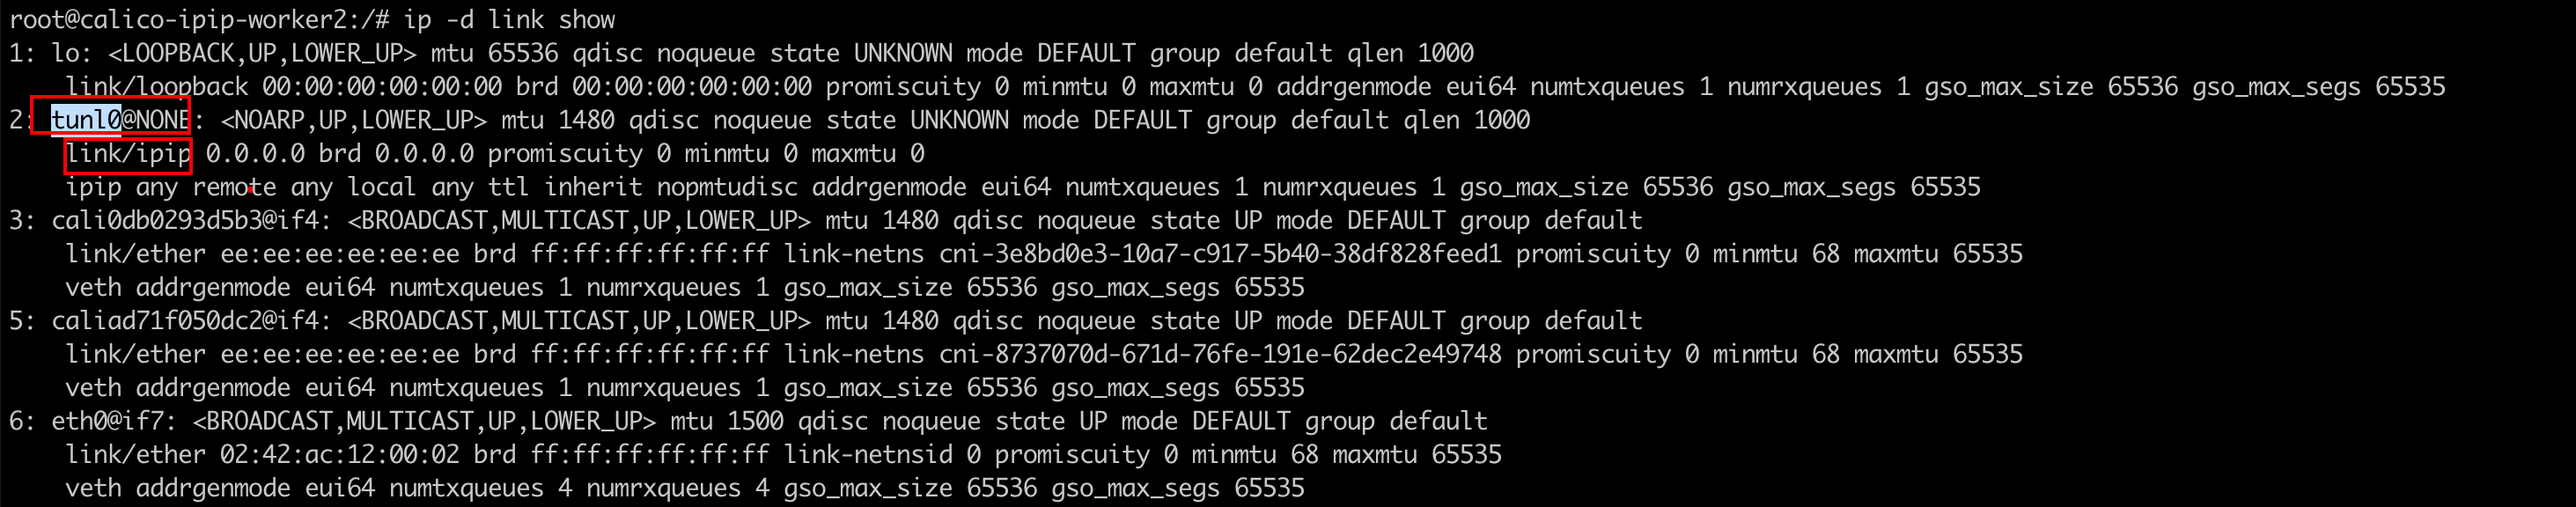 root@calico-ipip-worker2:/# ip -d link show
1: lo: <LOOPBACK,UP,LOWER_UP> mtu 65536 qdisc noqueue state UNKNOWN mode DEFAULT group default qlen 1000
    link/loopback 00:00:00:00:00:00 brd 00:00:00:00:00:00 promiscuity 0 minmtu 0 maxmtu 0 addrgenmode eui64 numtxqueues 1 numrxqueues 1 gso_max_size 65536 gso_max_segs 65535
2: tunl0@NONE: <NOARP,UP,LOWER_UP> mtu 1480 qdisc noqueue state UNKNOWN mode DEFAULT group default qlen 1000
    link/ipip 0.0.0.0 brd 0.0.0.0 promiscuity 0 minmtu 0 maxmtu 0
    ipip any remote any local any ttl inherit nopmtudisc addrgenmode eui64 numtxqueues 1 numrxqueues 1 gso_max_size 65536 gso_max_segs 65535
3: cali0db0293d5b3@if4: <BROADCAST,MULTICAST,UP,LOWER_UP> mtu 1480 qdisc noqueue state UP mode DEFAULT group default
    link/ether ee:ee:ee:ee:ee:ee brd ff:ff:ff:ff:ff:ff link-netns cni-3e8bd0e3-10a7-c917-5b40-38df828feed1 promiscuity 0 minmtu 68 maxmtu 65535
    veth addrgenmode eui64 numtxqueues 1 numrxqueues 1 gso_max_size 65536 gso_max_segs 65535
5: caliad71f050dc2@if4: <BROADCAST,MULTICAST,UP,LOWER_UP> mtu 1480 qdisc noqueue state UP mode DEFAULT group default
    link/ether ee:ee:ee:ee:ee:ee brd ff:ff:ff:ff:ff:ff link-netns cni-8737070d-671d-76fe-191e-62dec2e49748 promiscuity 0 minmtu 68 maxmtu 65535
    veth addrgenmode eui64 numtxqueues 1 numrxqueues 1 gso_max_size 65536 gso_max_segs 65535
6: eth0@if7: <BROADCAST,MULTICAST,UP,LOWER_UP> mtu 1500 qdisc noqueue state UP mode DEFAULT group default
    link/ether 02:42:ac:12:00:02 brd ff:ff:ff:ff:ff:ff link-netnsid 0 promiscuity 0 minmtu 68 maxmtu 65535
    veth addrgenmode eui64 numtxqueues 4 numrxqueues 4 gso_max_size 65536 gso_max_segs 65535